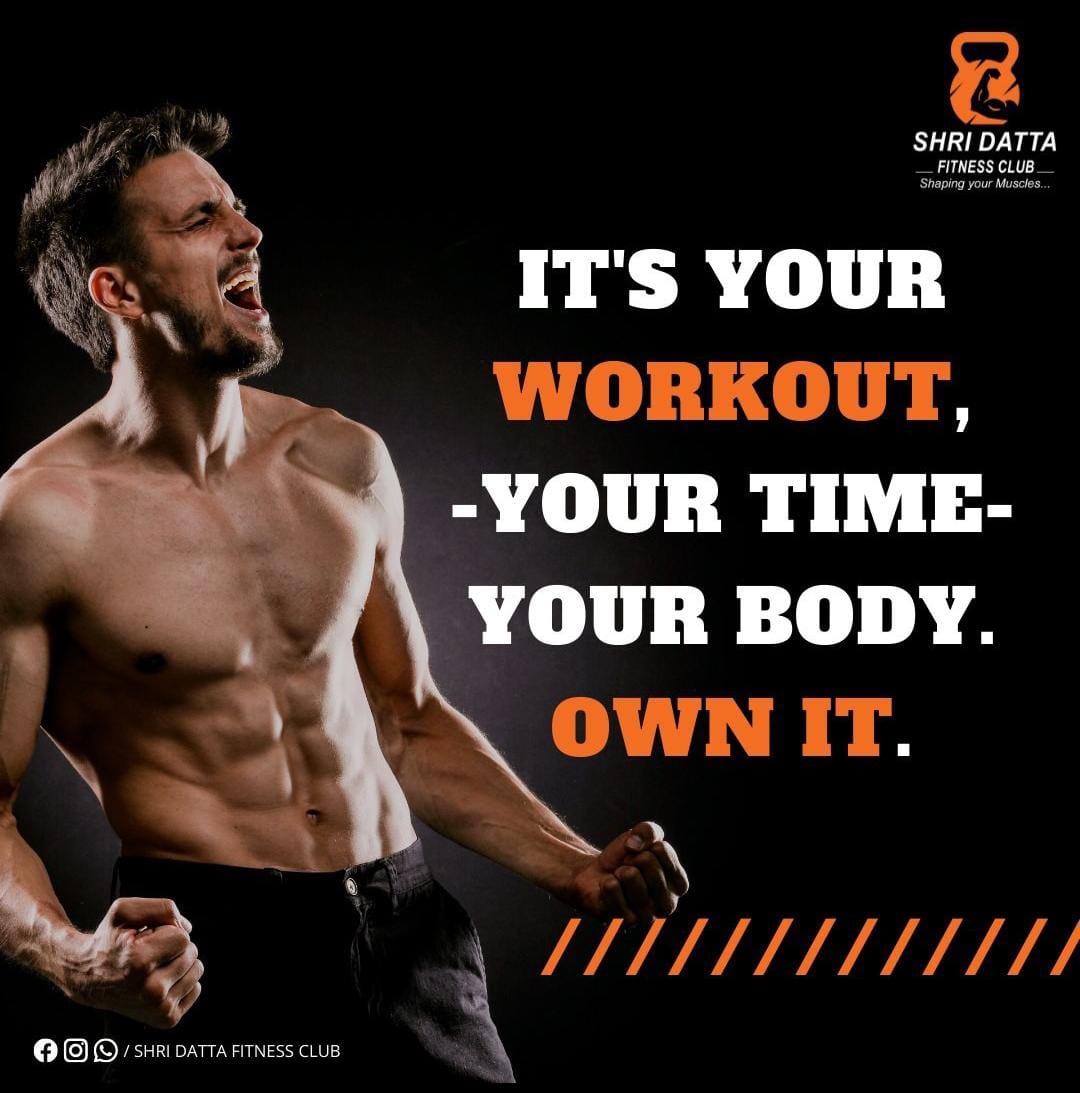 SHRI DATTA
FITNESS CLUB
Shaping your Muscles...
IT'S YOUR
WORKOUT,
-YOUR TIME-
YOUR BODY.
OWN IT.
/ SHRI DATTA FITNESS CLUB